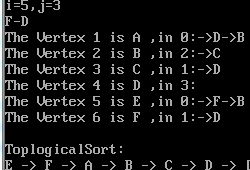 i=5,j=3
F-D
The Vertex 1 is A ,in 0:->D->B
The Vertex 2 is B ,in 2:->C
The Vertex 3 is C ,in 1:->D
The Vertex 4 is D ,in 3:
The Vertex 5 is E ,in 0:->F->B
The Vertex 6 is F ,in 1:->D
ToplogicalSort:
E -> F -> A -> B -> C -> D ->